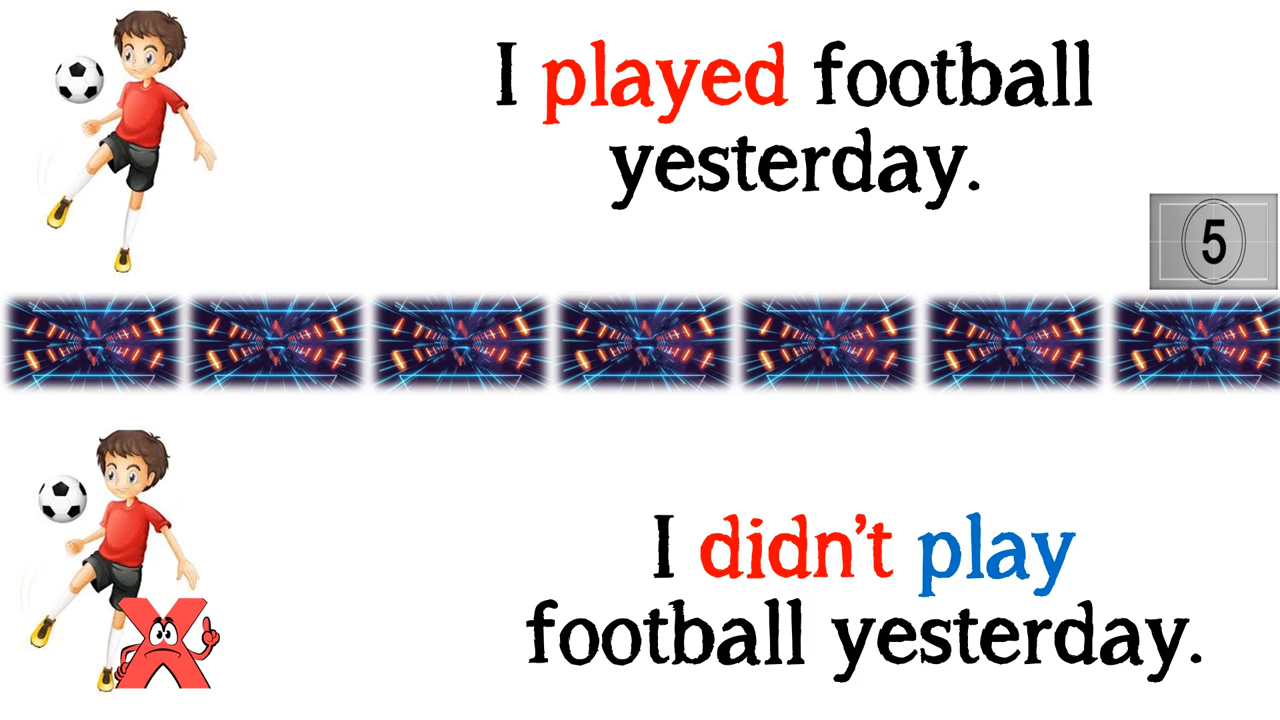 I played football
yesterday.
5
I didn't play
football yesterday.